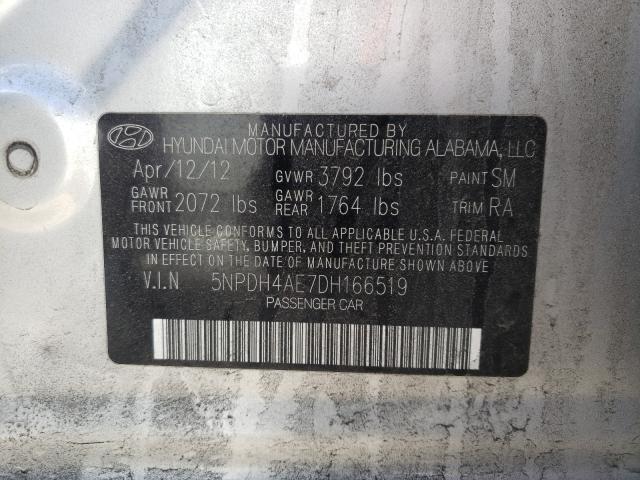 MANUFACTURED BY
HYUNDAI MOTOR MANUFACTURING ALABAMA, LLC
Apr/12/12 GVWR 3792 lbs PAINT SM
GAWR FRONT 2072 lbs GAWR REAR 1764 lbs TRIM RA
THIS VEHICLE CONFORMS TO ALL APPLICABLE U.S.A. FEDERAL
MOTOR VEHICLE SAFETY, BUMPER, AND THEFT PREVENTION STANDARDS
IN EFFECT ON THE DATE OF MANUFACTURE SHOWN ABOVE.
V.I.N 5NPDH4AE7DH166519
PASSENGER CAR